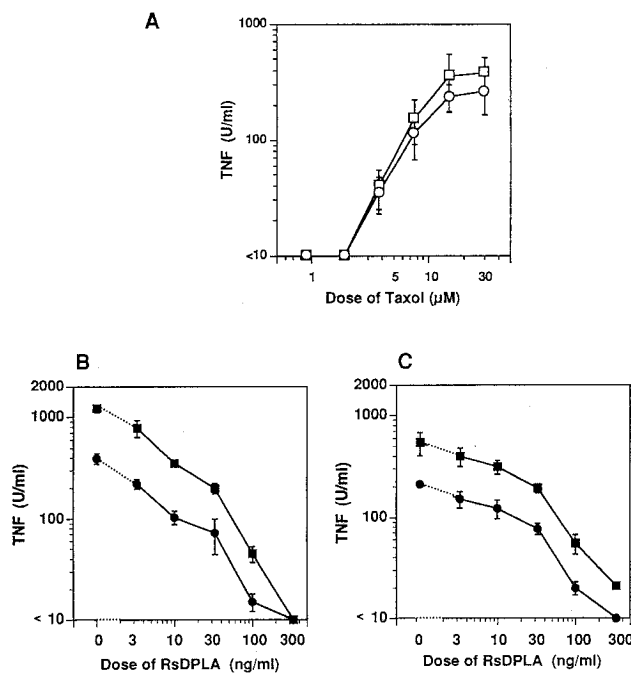 A
1000
100
<10
TNF (U/ml)
1 5 10 30
Dose of Taxol (µM)
B
2000
1000
100
< 10
TNF (U/ml)
0 3 10 30 100 300
Dose of RsDPLA (ng/ml)
C
2000
1000
100
< 10
TNF (U/ml)
0 3 10 30 100 300
Dose of RsDPLA (ng/ml)